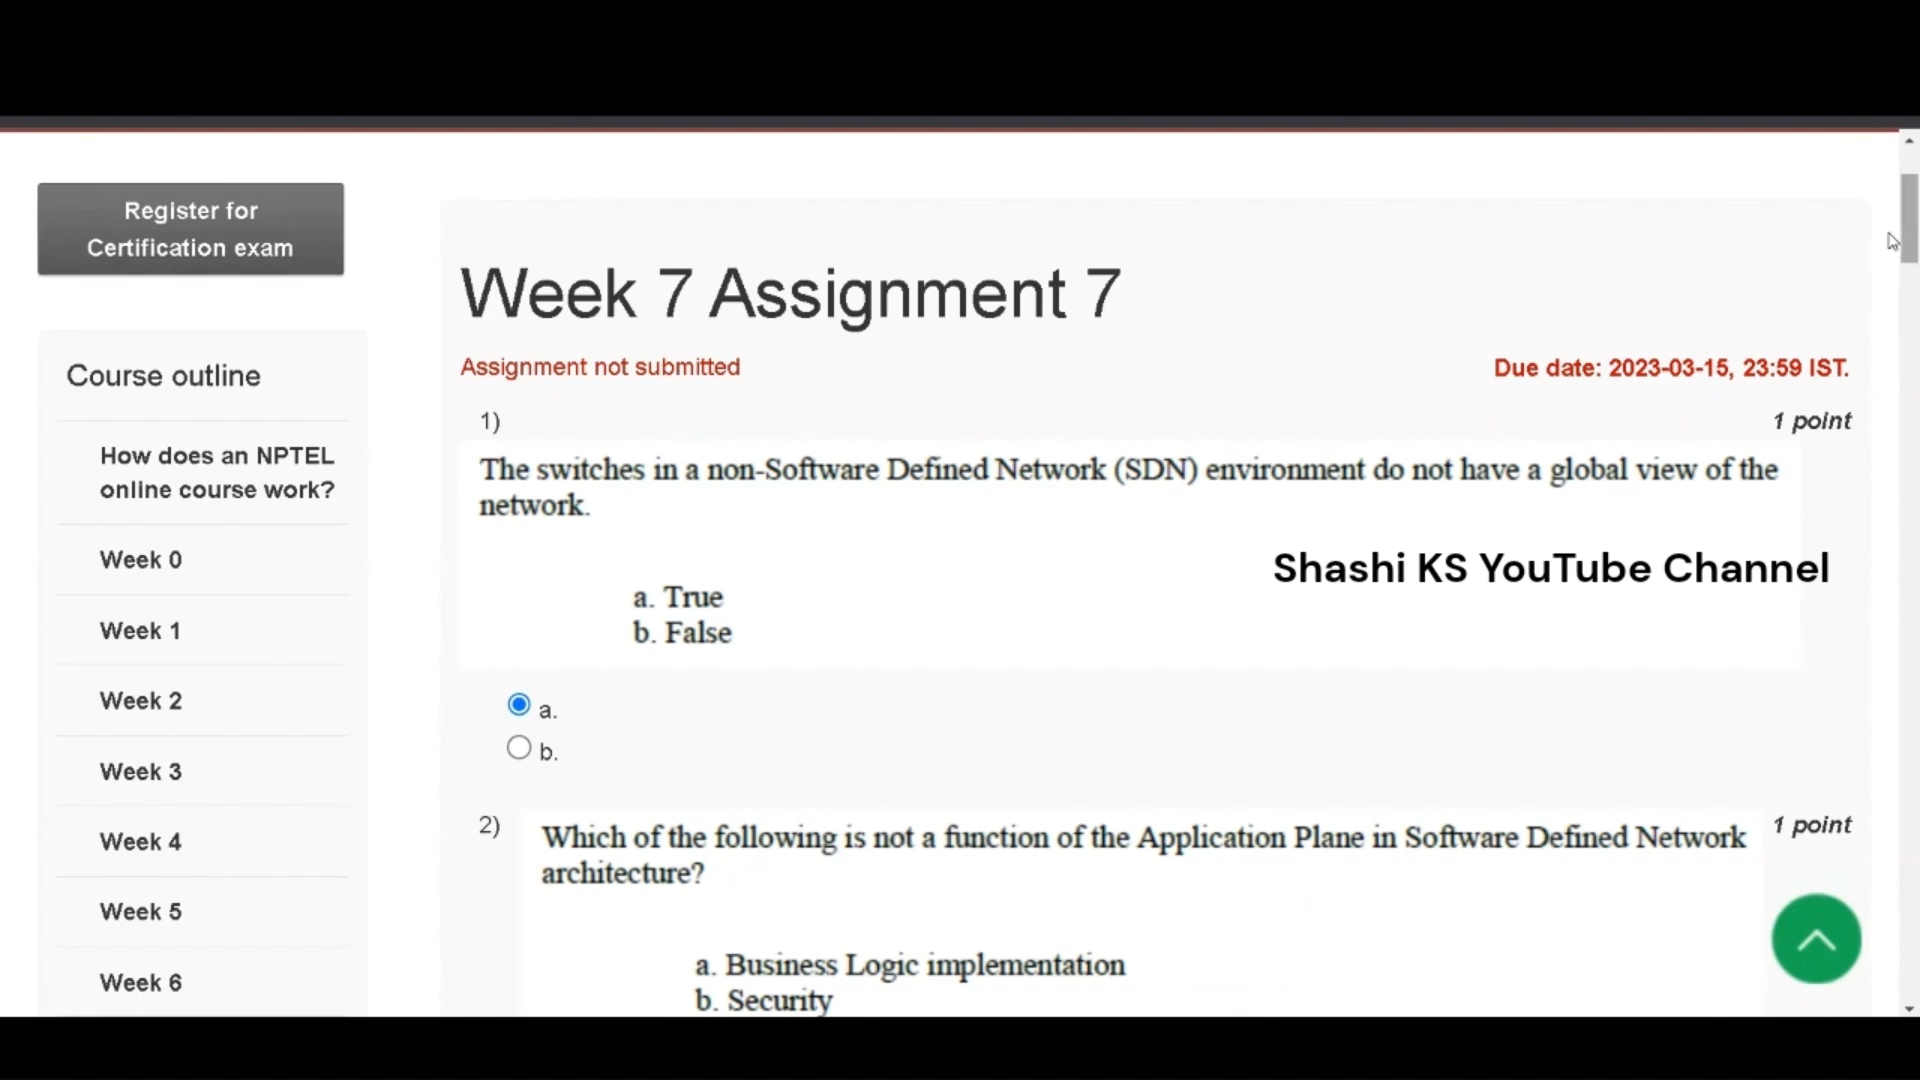 Register for
Certification exam
Course outline
How does an NPTEL
online course work?
Week 0
Week 1
Week 2
Week 3
Week 4
Week 5
Week 6
Week 7 Assignment 7
Assignment not submitted
Due date: 2023-03-15, 23:59 IST.
1)
1 point
The switches in a non-Software Defined Network (SDN) environment do not have a global view of the
network.
Shashi KS YouTube Channel
a. True
b. False
a.
b.
2)
1 point
Which of the following is not a function of the Application Plane in Software Defined Network
architecture?
a. Business Logic implementation
b. Security